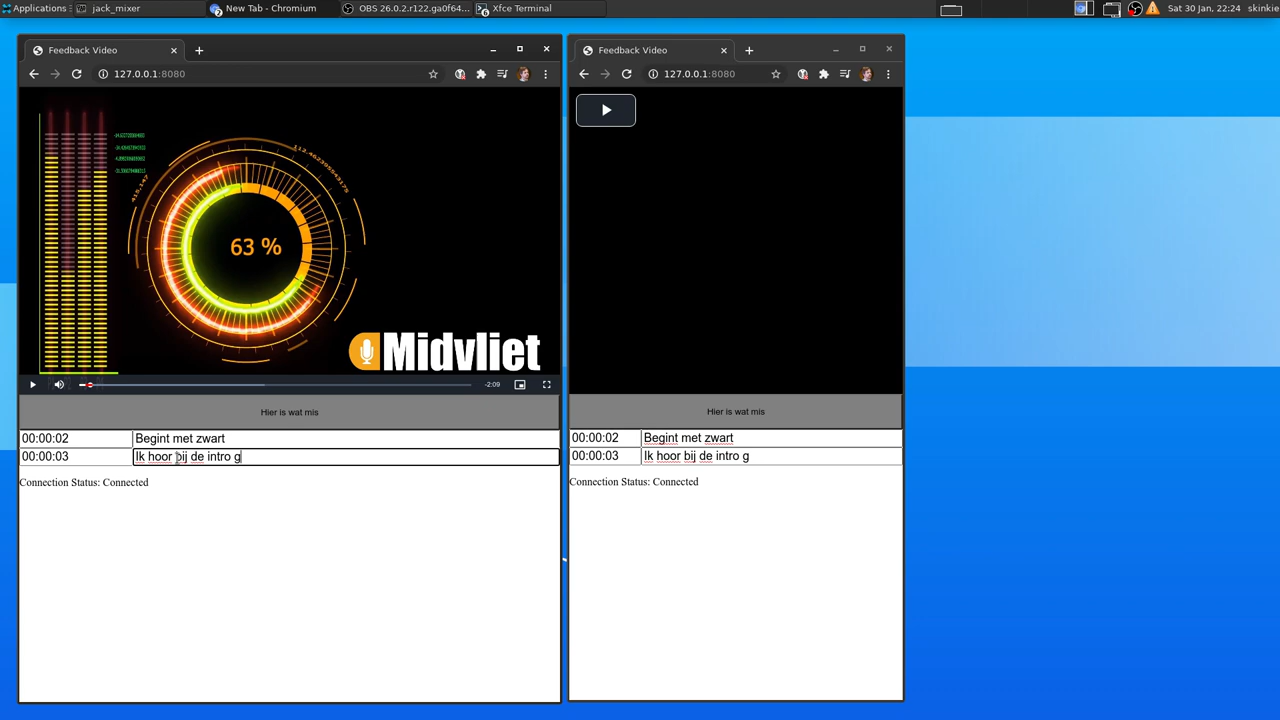 Applications
jack_mixer
New Tab - Chromium
OBS 26.0.2.r122.ga0f64...
Xfce Terminal
Sat 30 Jan, 22:24 skinkie
Feedback Video
127.0.0.1:8080
63 %
Midvliet
-2:09
Hier is wat mis
00:00:02 Begint met zwart
00:00:03 Ik hoor bij de intro g
Connection Status: Connected
Feedback Video
127.0.0.1:8080
Hier is wat mis
00:00:02 Begint met zwart
00:00:03 Ik hoor bij de intro g
Connection Status: Connected